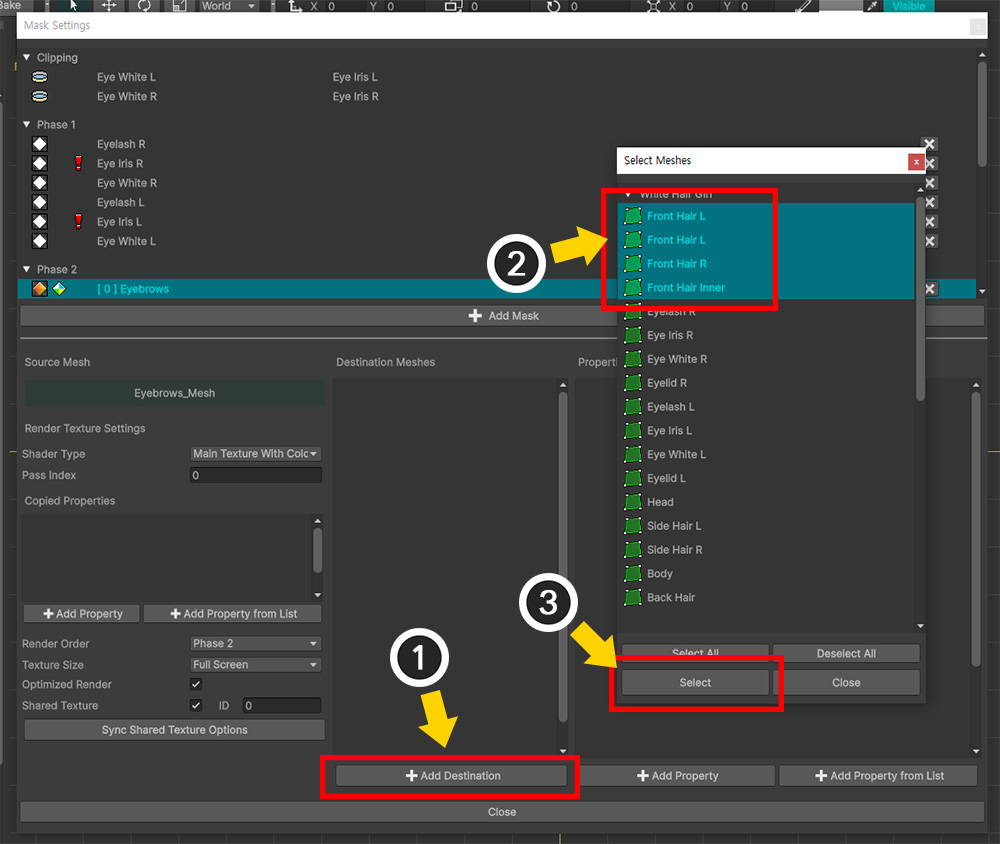 Bake
World
X 0 Y 0
0
0
X 0 Y 0
Visible
Mask Settings
Clipping
Eye White L Eye Iris L
Eye White R Eye Iris R
Phase 1
Eyelash R
Eye Iris R
Eye White R
Eyelash L
Eye Iris L
Eye White L
Phase 2
[ 0 ] Eyebrows
Add Mask
Select Meshes
x
White Hair Girl
Front Hair L
Front Hair L
Front Hair R
Front Hair Inner
Eyelash R
Eye Iris R
Eye White R
Eyelid R
Eyelash L
Eye Iris L
Eye White L
Eyelid L
Head
Side Hair L
Side Hair R
Body
Back Hair
Select All Deselect All
Select Close
2
3
1
Source Mesh
Eyebrows_Mesh
Render Texture Settings
Shader Type Main Texture With Colo
Pass Index 0
Copied Properties
Add Property Add Property from List
Render Order Phase 2
Texture Size Full Screen
Optimized Render
Shared Texture ID 0
Sync Shared Texture Options
Destination Meshes
Add Destination
Properti
Add Property Add Property from List
Close